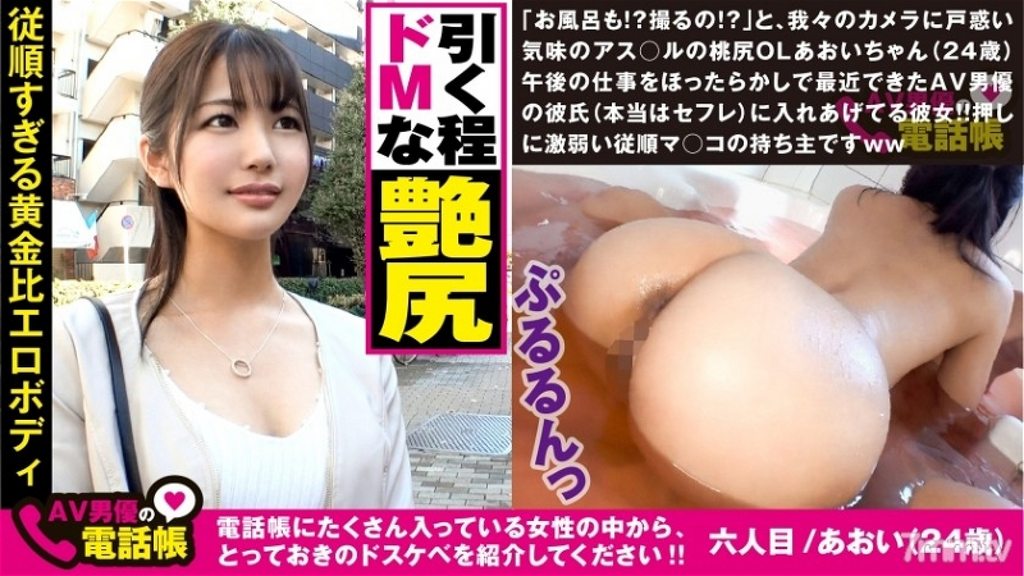 従順すぎる黄金比エロボディ
引く程
ドMな
艶尻
「お風呂も!?撮るの!?」と、我々のカメラに戸惑い
気味のアス○ルの桃尻OLあおいちゃん(24歳)
午後の仕事をほったらかしで最近できたAV男優
の彼氏(本当はセフレ)に入れあげてる彼女!!押し
に激弱い従順マ○コの持ち主ですww
電話帳
ぷるるんっ
AV男優の
電話帳
電話帳にたくさん入っている女性の中から、
とっておきのドスケベを紹介してください!!
六人目/あおい(24歳)
7mmtv.tv